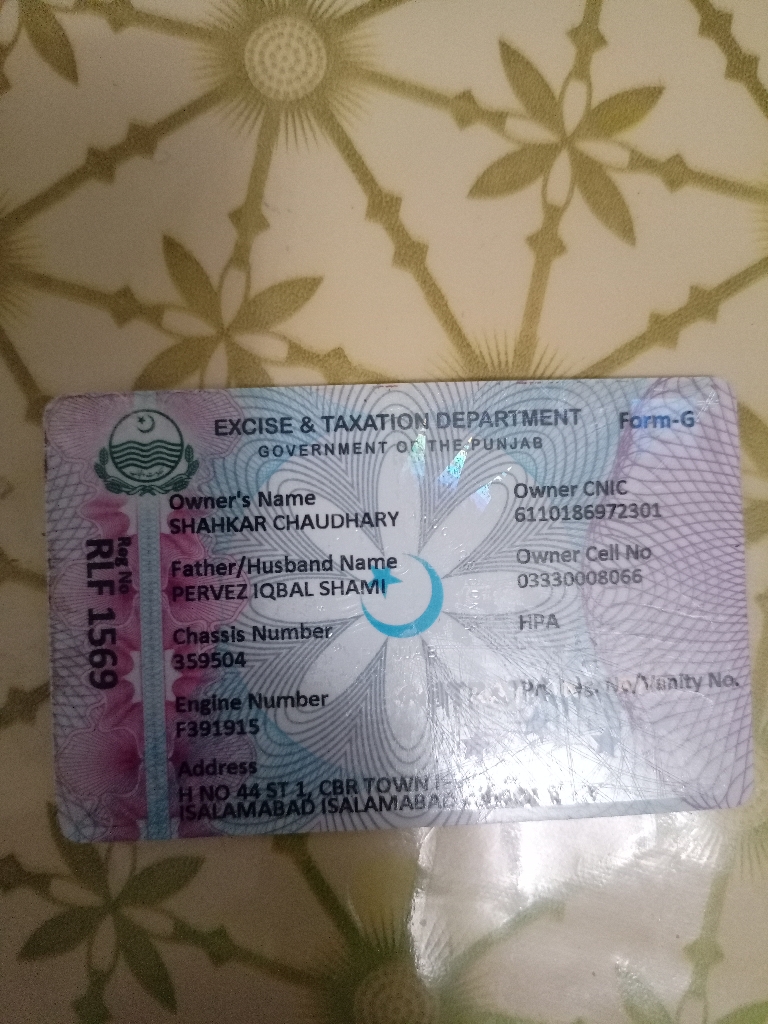 EXCISE & TAXATION DEPARTMENT Form-G
GOVERNMENT OF THE PUNJAB
Reg No
RLF 1569
Owner's Name
SHAHKAR CHAUDHARY
Father/Husband Name
PERVEZ IQBAL SHAMI
Chassis Number
359504
Engine Number
F391915
Address
H NO 44 ST 1, CBR TOWN
ISALAMABAD ISALAMABAD
Owner CNIC
6110186972301
Owner Cell No
03330008066
HPA
No/Vanity No.